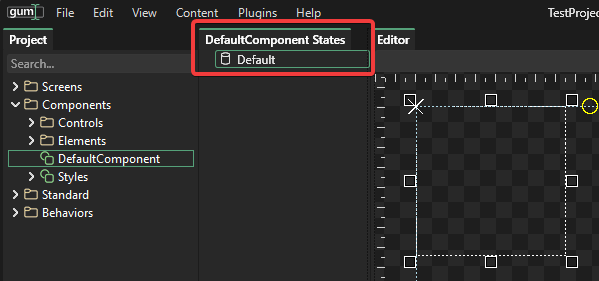 gum File Edit View Content Plugins Help TestProje
Project
DefaultComponent States
Editor
Search...
Default
Screens
Components
Controls
Elements
DefaultComponent
Styles
Standard
Behaviors